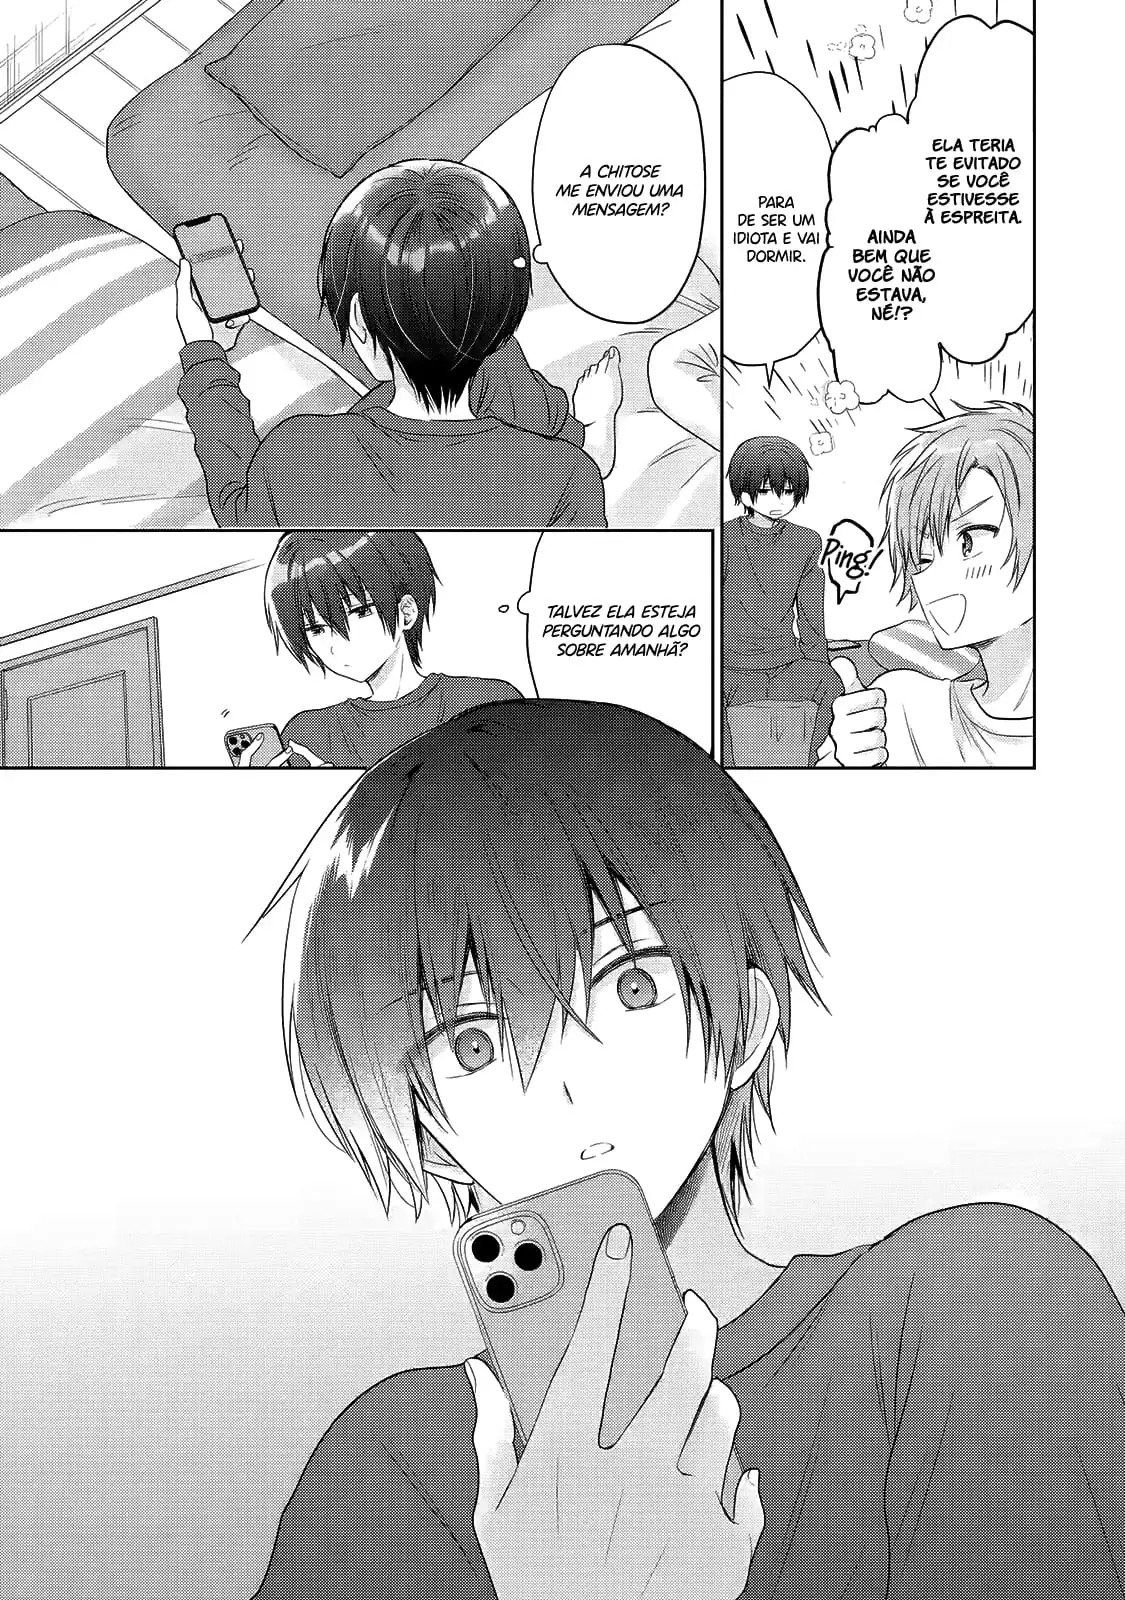 ELA TERIA
TE EVITADO
SE VOCÊ
ESTIVESSE
À ESPREITA.
AINDA
BEM QUE
VOCÊ NÃO
ESTAVA,
NÉ!?
PARA
DE SER UM
IDIOTA E VAI
DORMIR.
Ping!
A CHITOSE
ME ENVIOU UMA
MENSAGEM?
TALVEZ ELA ESTEJA
PERGUNTANDO ALGO
SOBRE AMANHÃ?